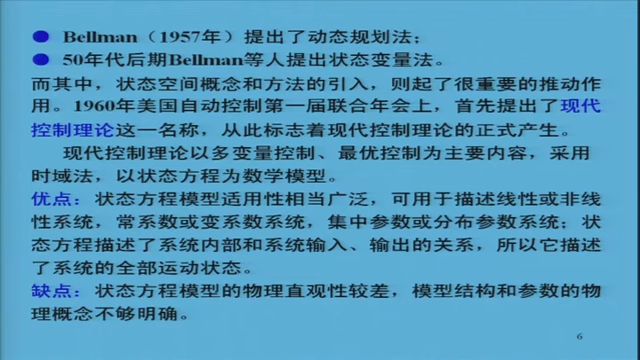 ● Bellman（1957年）提出了动态规划法；
● 50年代后期Bellman等人提出状态变量法。
而其中，状态空间概念和方法的引入，则起了很重要的推动作
用。1960年美国自动控制第一届联合年会上，首先提出了现代
控制理论这一名称，从此标志着现代控制理论的正式产生。
现代控制理论以多变量控制、最优控制为主要内容，采用
时域法，以状态方程为数学模型。
优点：状态方程模型适用性相当广泛，可用于描述线性或非线
性系统，常系数或变系数系统，集中参数或分布参数系统；状
态方程描述了系统内部和系统输入、输出的关系，所以它描述
了系统的全部运动状态。
缺点：状态方程模型的物理直观性较差，模型结构和参数的物
理概念不够明确。
6